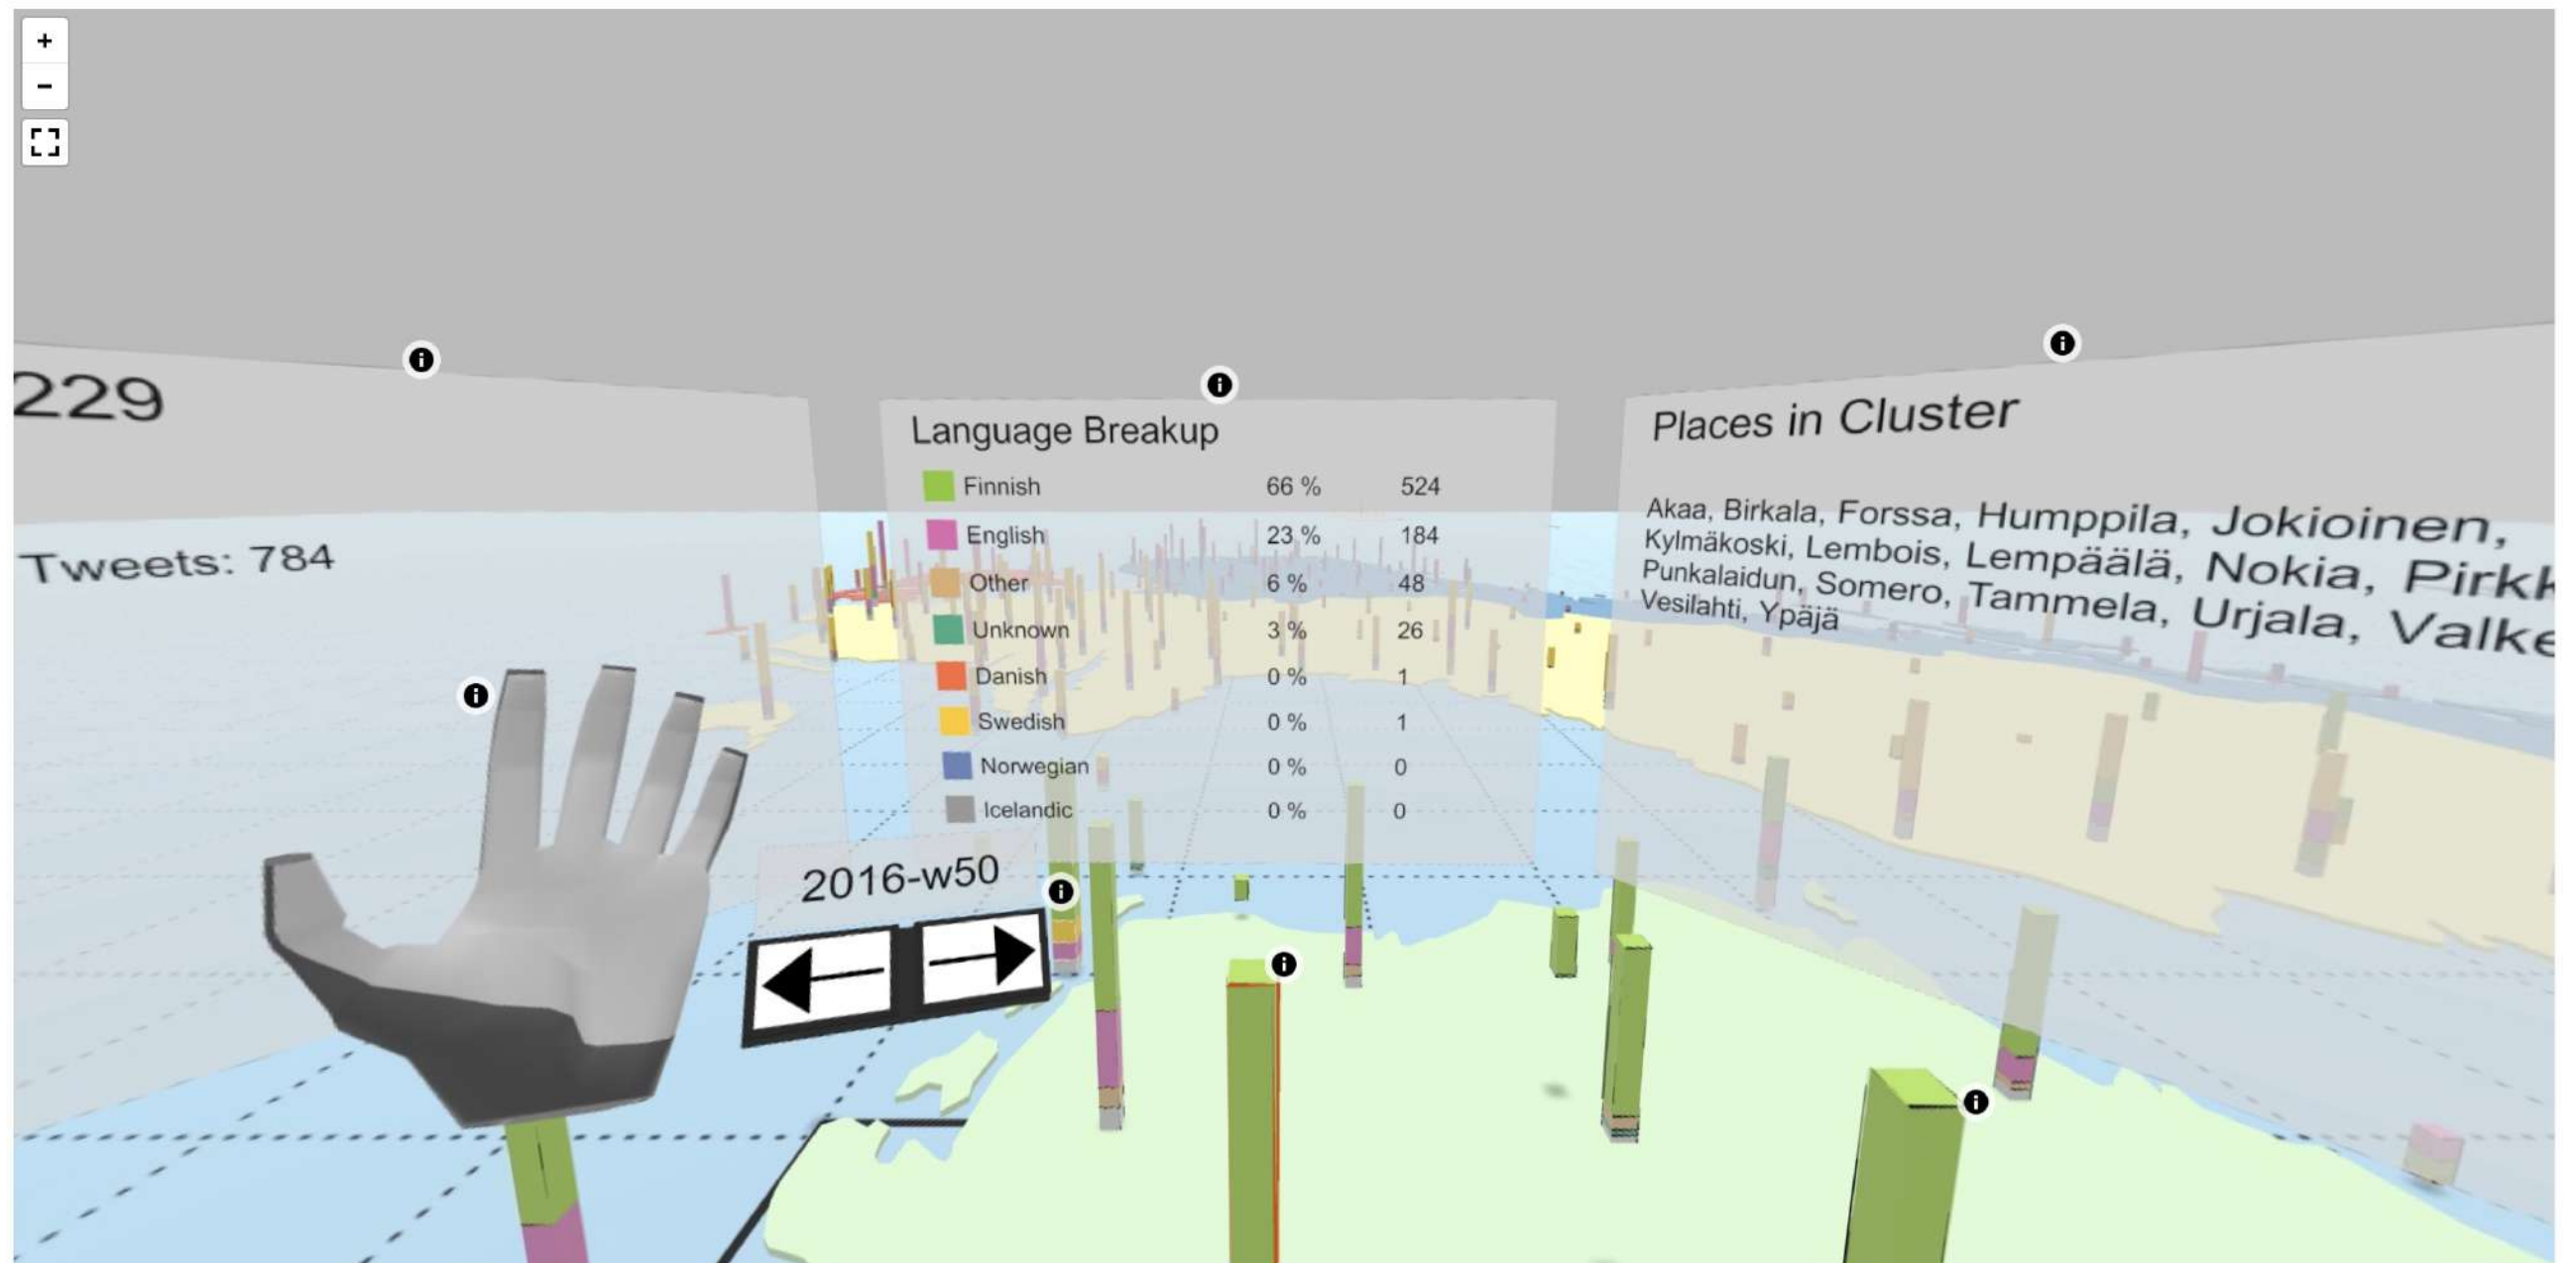 229
Tweets: 784
Language Breakup
Finnish 66 % 524
English 23 % 184
Other 6 % 48
Unknown 3 % 26
Danish 0 % 1
Swedish 0 % 1
Norwegian 0 % 0
Icelandic 0 % 0
2016-w50
Places in Cluster
Akaa, Birkala, Forssa, Humppila, Jokioinen,
Kylmäkoski, Lembois, Lempäälä, Nokia, Pirkk
Punkalaidun, Somero, Tammela, Urjala, Valke
Vesilahti, Ypäjä